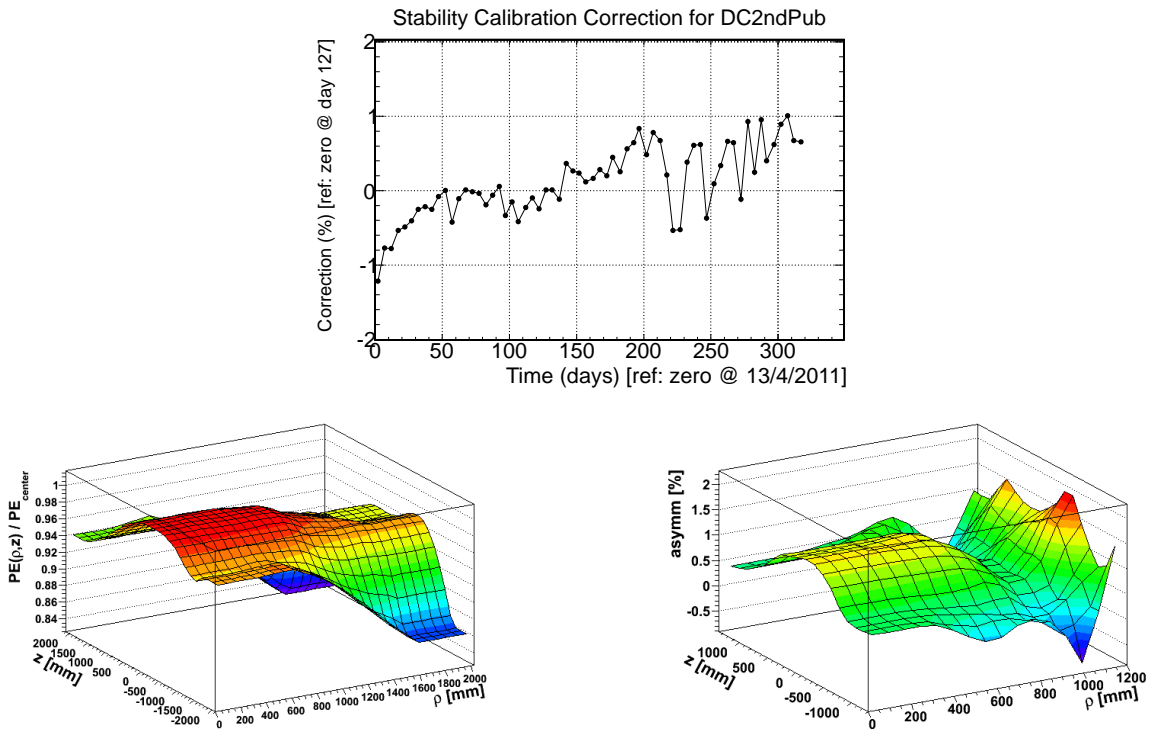 Stability Calibration Correction for DC2ndPub
Correction (%) [ref: zero @ day 127]
2
1
0
-1
-2
0 50 100 150 200 250 300
Time (days) [ref: zero @ 13/4/2011]
PE(ρ,z) / PE center
1
0.98
0.96
0.94
0.92
0.9
0.88
0.86
0.84
2000
1500
1000
500
0
-500
-1000
-1500
-2000
z [mm]
0 200 400 600 800 1000 1200 1400 1600 1800 2000
ρ [mm]
asymm [%]
2
1.5
1
0.5
0
-0.5
1000
500
0
-500
-1000
z [mm]
0 200 400 600 800 1000 1200
ρ [mm]